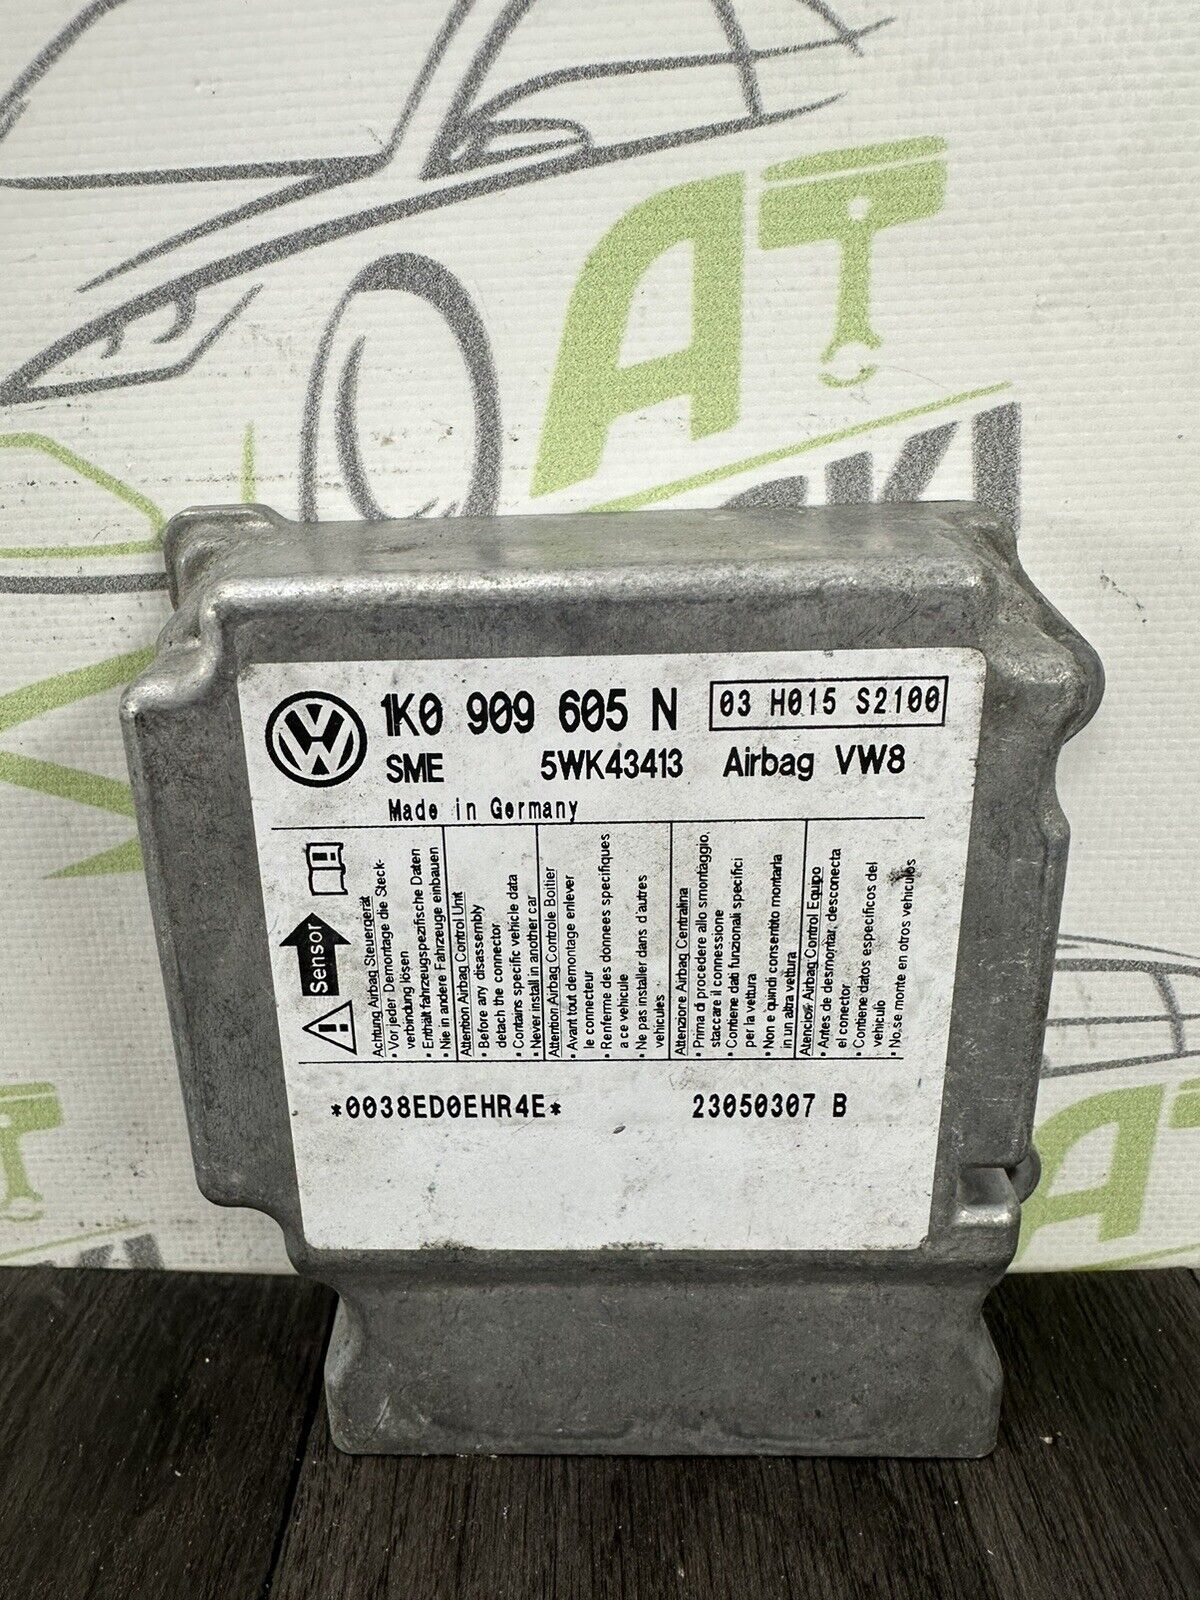 AT
1K0 909 605 N
03 H015 S2100
SME 5WK43413 Airbag VW8
Made in Germany
Sensor
Achtung Airbag Steuergerät
• Vor jeder Demontage die Steck-
verbindung lösen
• Enthält fahrzeugspezifische Daten
• Nie in andere Fahrzeuge einbauen
Attention Airbag Control Unit
• Before any disassembly
detach the connector
• Contains specific vehicle data
• Never install in another car
Attention Airbag Controle Boitier
• Avant tout demontage enlever
le connecteur
• Renferme des donnees specifiques
a ce vehicule
• Ne pas installer dans d'autres
vehicules
Attenzione Airbag Centralina
• Prima di procedere allo smontaggio,
staccare il connessione
• Contiene dati funzionali specifici
per la vettura
• Non e quindi consentito montarla
in un altra vettura
Atencion Airbag Control Equipo
• Antes de desmontar, desconecta
el conector
• Contiene datos especificos del
vehiculo
• No,se monte en otros vehiculos
*0038ED0EHR4E* 23050307 B